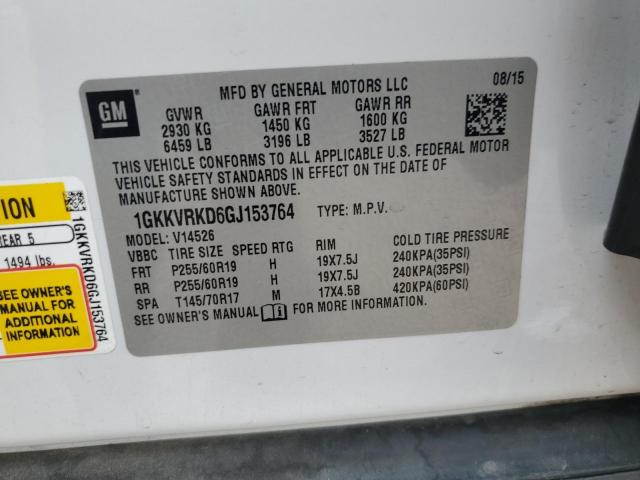 GM
MFD BY GENERAL MOTORS LLC
08/15
GVWR GAWR FRT GAWR RR
2930 KG 1450 KG 1600 KG
6459 LB 3196 LB 3527 LB
THIS VEHICLE CONFORMS TO ALL APPLICABLE U.S. FEDERAL MOTOR
VEHICLE SAFETY STANDARDS IN EFFECT ON THE DATE OF
MANUFACTURE SHOWN ABOVE.
1GKKVRKD6GJ153764 TYPE: M.P.V.
MODEL: V14526
VBBC TIRE SIZE SPEED RTG RIM COLD TIRE PRESSURE
FRT P255/60R19 H 19X7.5J 240KPA(35PSI)
RR P255/60R19 H 19X7.5J 240KPA(35PSI)
SPA T145/70R17 M 17X4.5B 420KPA(60PSI)
SEE OWNER'S MANUAL FOR MORE INFORMATION.
TION
REAR 5
1494 lbs.
SEE OWNER'S
MANUAL FOR
ADDITIONAL
INFORMATION
1GKKVRKD6GJ153764